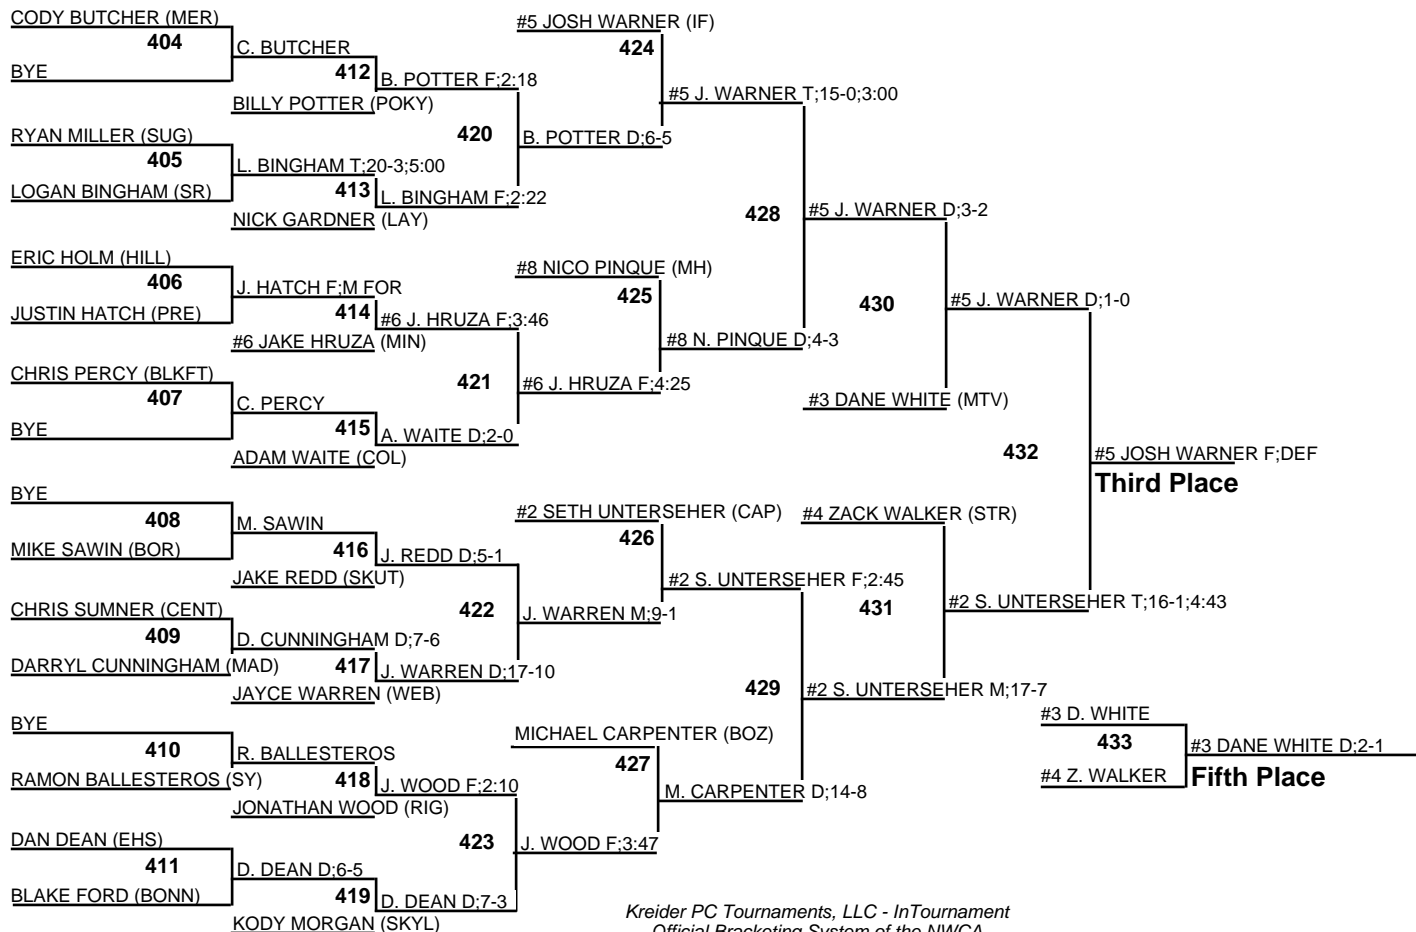 CODY BUTCHER (MER)
404
BYE
C. BUTCHER
412
BILLY POTTER (POKY)
B. POTTER F;2:18
RYAN MILLER (SUG)
405
LOGAN BINGHAM (SR)
L. BINGHAM T;20-3;5:00
413
NICK GARDNER (LAY)
L. BINGHAM F;2:22
420
B. POTTER D;6-5
#5 JOSH WARNER (IF)
424
#5 J. WARNER T;15-0;3:00
ERIC HOLM (HILL)
406
JUSTIN HATCH (PRE)
J. HATCH F;M FOR
414
#6 JAKE HRUZA (MIN)
#6 J. HRUZA F;3:46
CHRIS PERCY (BLKFT)
407
BYE
C. PERCY
415
ADAM WAITE (COL)
A. WAITE D;2-0
421
#6 J. HRUZA F;4:25
#8 NICO PINQUE (MH)
425
#8 N. PINQUE D;4-3
428
#5 J. WARNER D;3-2
430
#3 DANE WHITE (MTV)
#5 J. WARNER D;1-0
BYE
408
MIKE SAWIN (BOR)
M. SAWIN
416
JAKE REDD (SKUT)
J. REDD D;5-1
CHRIS SUMNER (CENT)
409
DARRYL CUNNINGHAM (MAD)
D. CUNNINGHAM D;7-6
417
JAYCE WARREN (WEB)
J. WARREN D;17-10
422
J. WARREN M;9-1
#2 SETH UNTERSEHER (CAP)
426
#2 S. UNTERSEHER F;2:45
BYE
410
RAMON BALLESTEROS (SY)
R. BALLESTEROS
418
JONATHAN WOOD (RIG)
J. WOOD F;2:10
DAN DEAN (EHS)
411
BLAKE FORD (BONN)
D. DEAN D;6-5
419
KODY MORGAN (SKYL)
D. DEAN D;7-3
423
J. WOOD F;3:47
MICHAEL CARPENTER (BOZ)
427
M. CARPENTER D;14-8
429
#2 S. UNTERSEHER M;17-7
#4 ZACK WALKER (STR)
431
#2 S. UNTERSEHER T;16-1;4:43
432
#5 JOSH WARNER F;DEF
Third Place
#3 D. WHITE
433
#4 Z. WALKER
#3 DANE WHITE D;2-1
Fifth Place
Kreider PC Tournaments, LLC - InTournament
Official Bracketing System of the NWCA